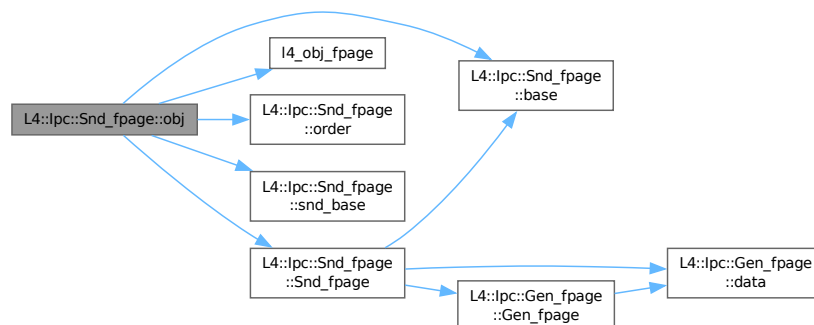 L4::Ipc::Snd_fpage::obj
l4_obj_fpage
L4::Ipc::Snd_fpage
::order
L4::Ipc::Snd_fpage
::snd_base
L4::Ipc::Snd_fpage
::Snd_fpage
L4::Ipc::Snd_fpage
::base
L4::Ipc::Gen_fpage
::Gen_fpage
L4::Ipc::Gen_fpage
::data